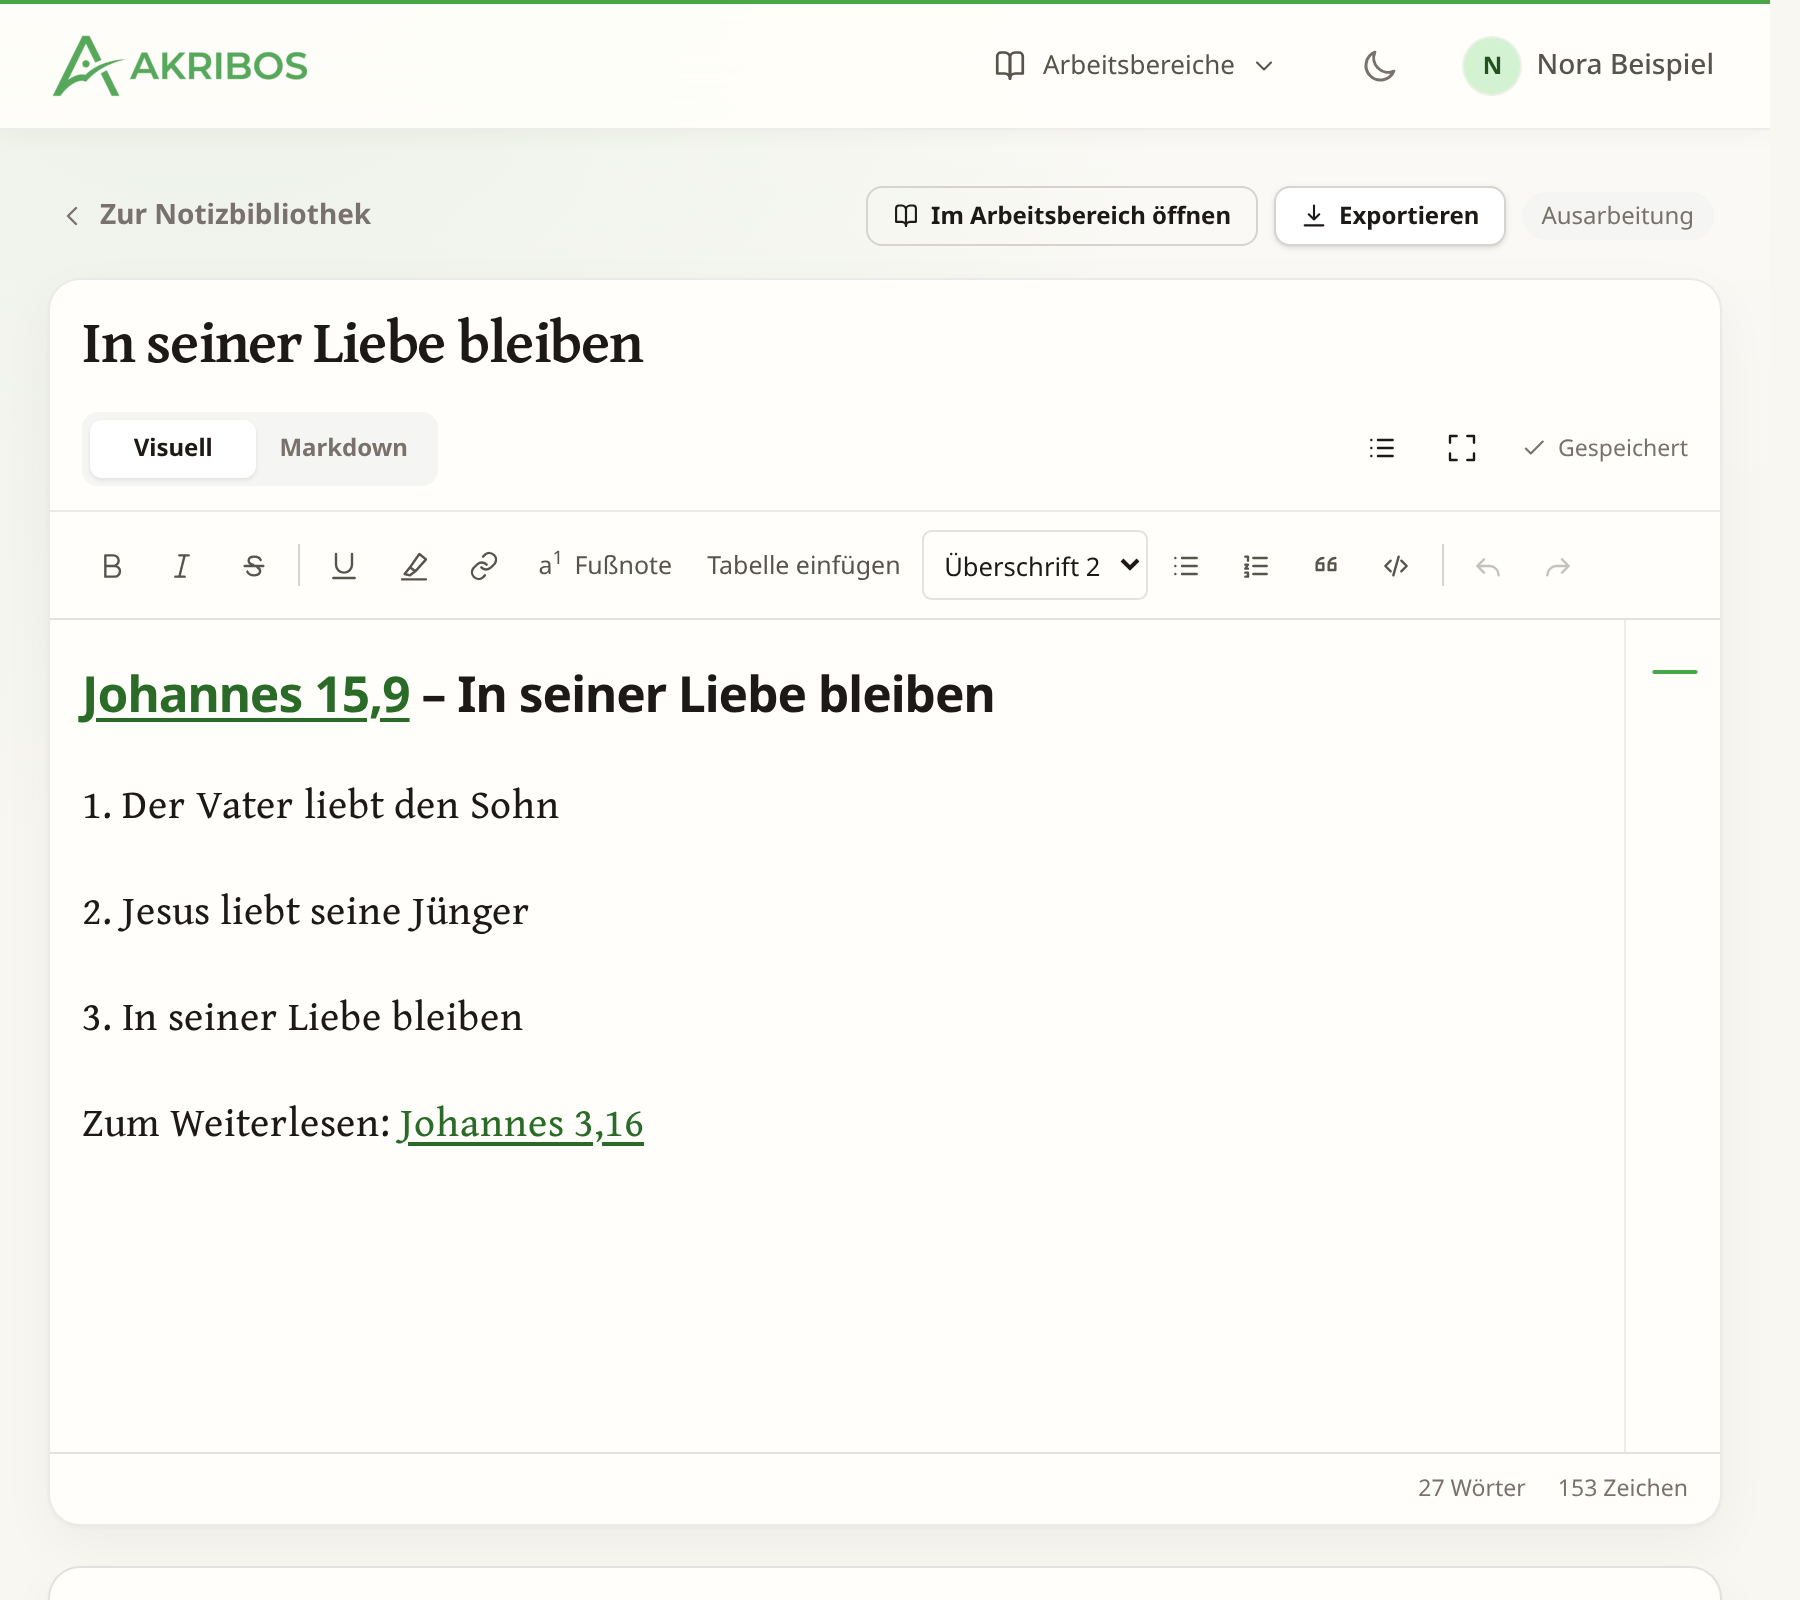 AKRIBOS
Arbeitsbereiche
N
Nora Beispiel
Zur Notizbibliothek
Im Arbeitsbereich öffnen
Exportieren
Ausarbeitung
In seiner Liebe bleiben
Visuell
Markdown
Gespeichert
B I S U a¹ Fußnote Tabelle einfügen Überschrift 2
Johannes 15,9 – In seiner Liebe bleiben
1. Der Vater liebt den Sohn
2. Jesus liebt seine Jünger
3. In seiner Liebe bleiben
Zum Weiterlesen: Johannes 3,16
27 Wörter
153 Zeichen